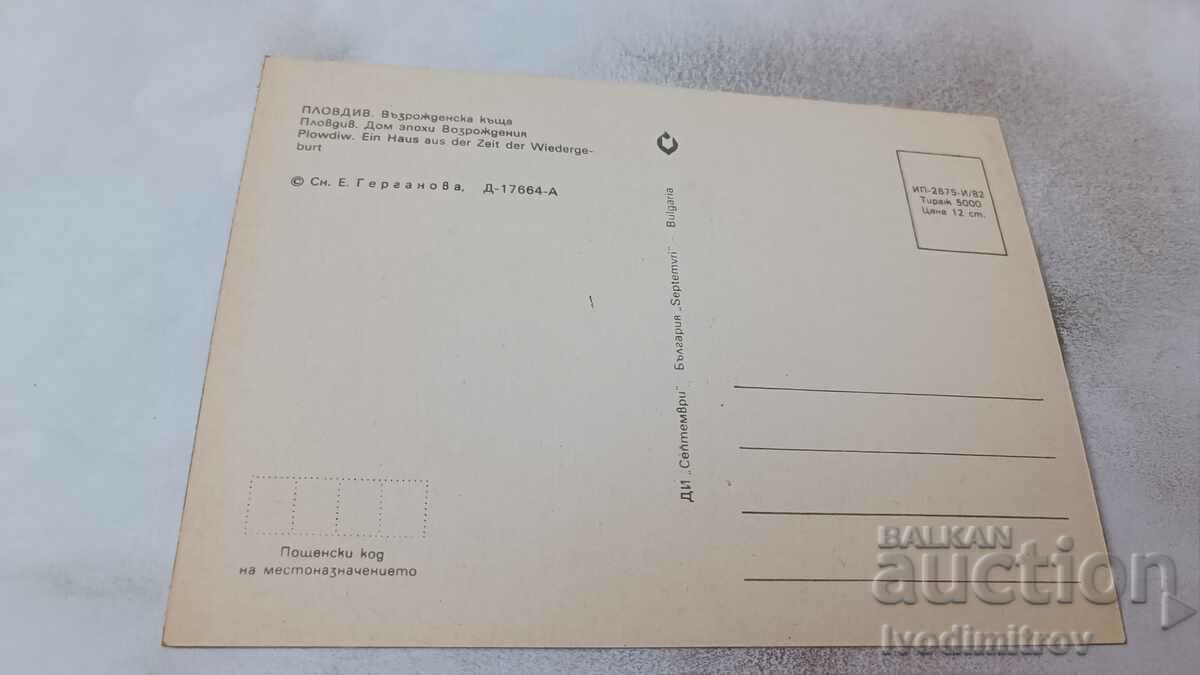 ПЛОВДИВ. Възрожденска къща
Пловдив. Дом эпохи Возрождения
Plowdiw. Ein Haus aus der Zeit der Wiederge-
burt
© Сн. Е. Герганова, Д-17664-А
ДИ „Септември" България „Septemvri" – Bulgaria
ИП-2875-И/82
Тираж 5000
Цена 12 ст.
Пощенски код
на местоназначението
BALKAN
auction
Ivodimitrov